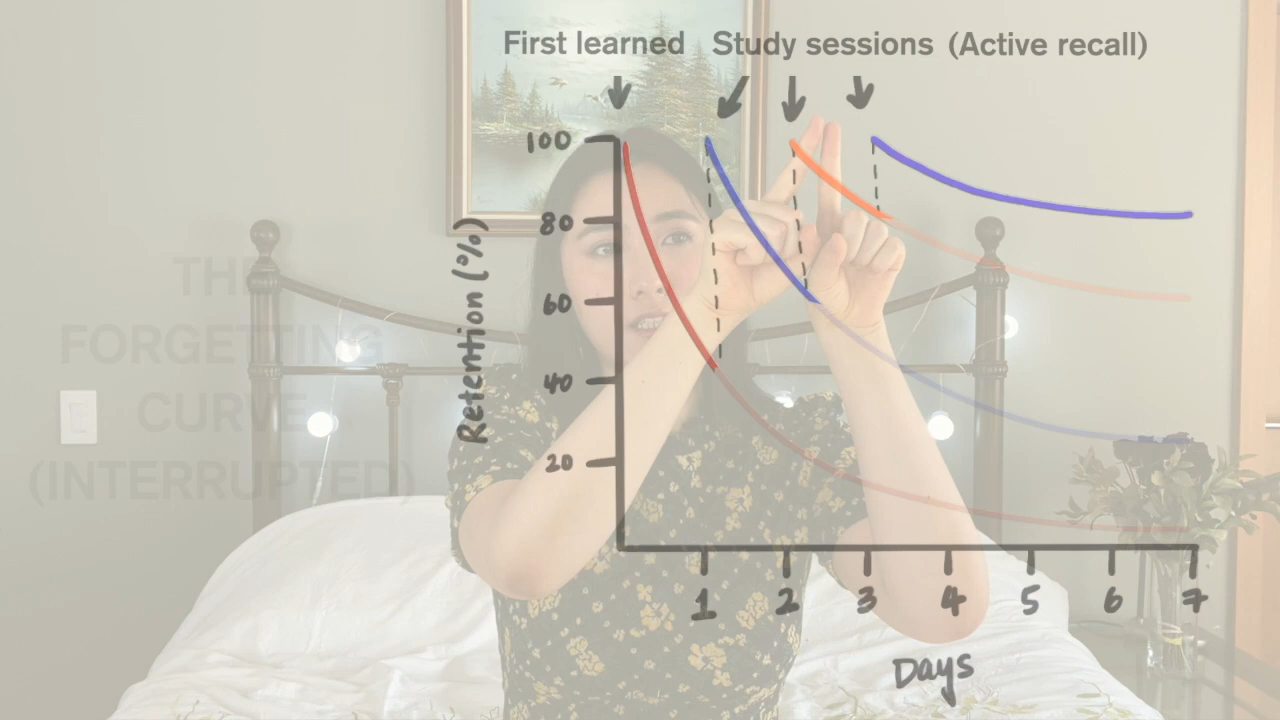 First learned
Study sessions (Active recall)
100
80
60
40
20
Retention (%)
THE
FORGETTING
CURVE
(INTERRUPTED)
1 2 3 4 5 6 7
Days